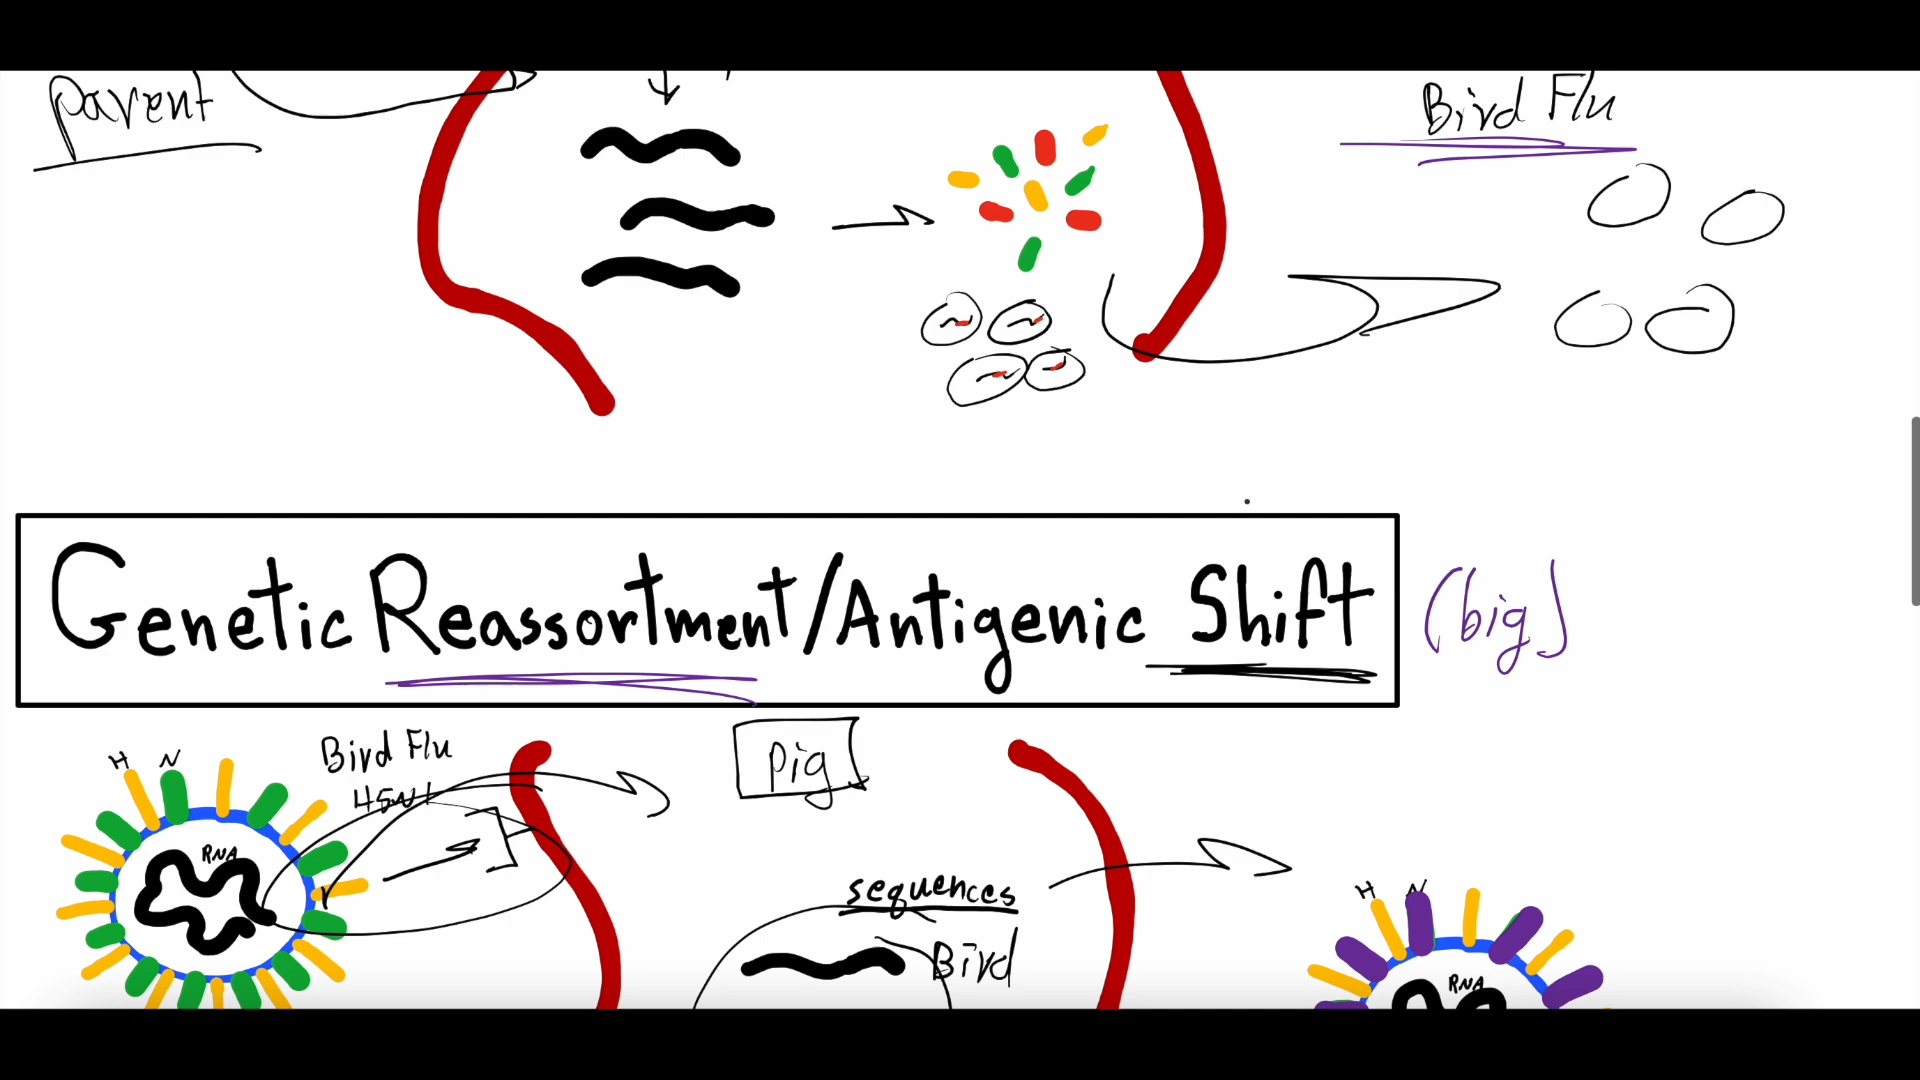 parent
Bird Flu
Genetic Reassortment/Antigenic Shift
(big)
H N
Bird Flu
H5N1
Pig
RNA
sequences
Bird
H N
RNA